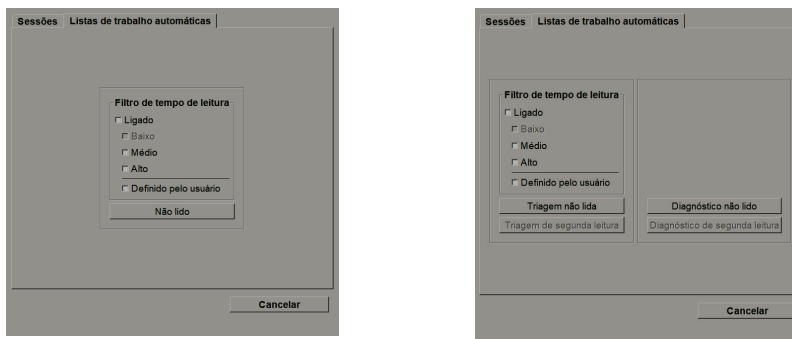 Sessões
Listas de trabalho automáticas
Filtro de tempo de leitura
Ligado
Baixo
Médio
Alto
Definido pelo usuário
Não lido
Cancelar
Sessões
Listas de trabalho automáticas
Filtro de tempo de leitura
Ligado
Baixo
Médio
Alto
Definido pelo usuário
Triagem não lida
Diagnóstico não lido
Triagem de segunda leitura
Diagnóstico de segunda leitura
Cancelar